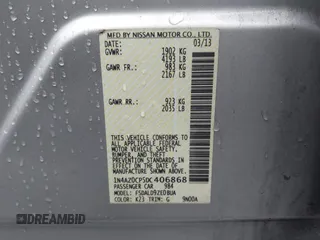 MFD BY NISSAN MOTOR CO., LTD.
DATE: 03/13
GVWR: 1902 KG
4193 LB
GAWR FR: 983 KG
2167 LB
GAWR RR: 923 KG
2035 LB
THIS VEHICLE CONFORMS TO
ALL APPLICABLE FEDERAL
MOTOR VEHICLE SAFETY,
BUMPER, AND THEFT
PREVENTION STANDARDS
IN EFFECT ON THE DATE OF
MANUFACTURE SHOWN ABOVE.
1N4AZ0CP5DC406868
PASSENGER CAR 984
MODEL: FSDALD9ZE0BUA
COLOR: K23 TRIM: G 9N00A